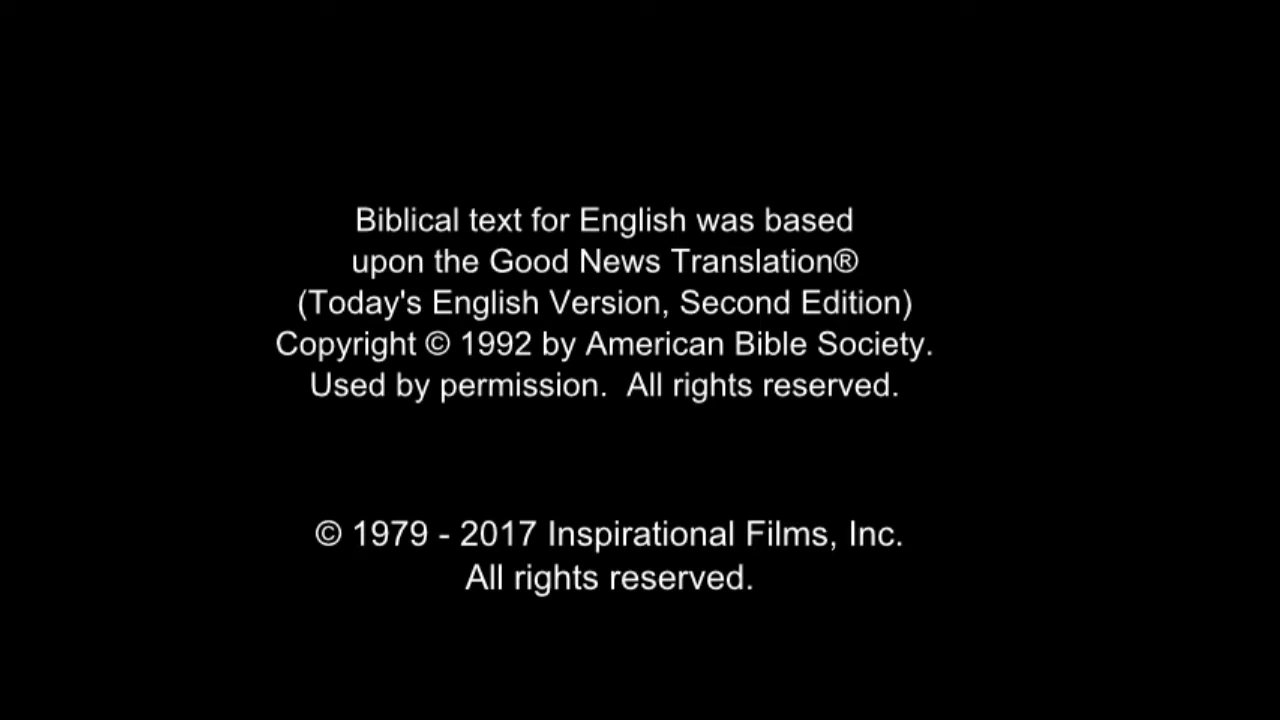 Biblical text for English was based
upon the Good News Translation®
(Today's English Version, Second Edition)
Copyright © 1992 by American Bible Society.
Used by permission.  All rights reserved.
© 1979 - 2017 Inspirational Films, Inc.
All rights reserved.